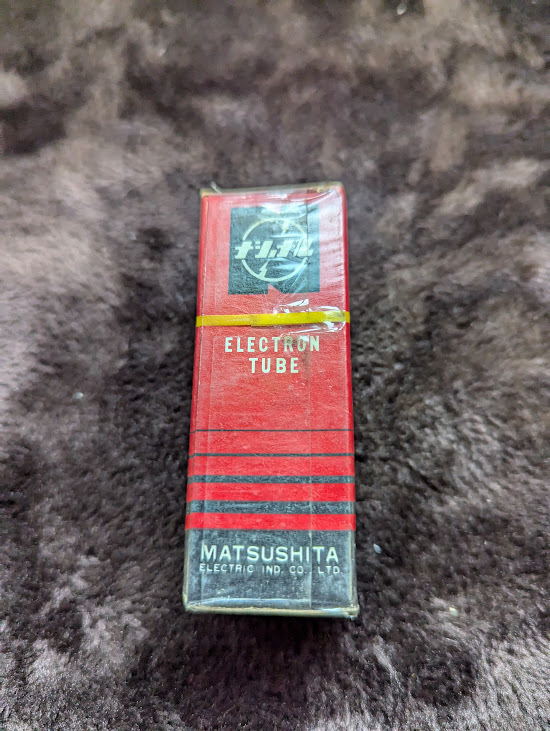 ナショナル
ELECTRON
TUBE
MATSUSHITA
ELECTRIC IND. CO. LTD.